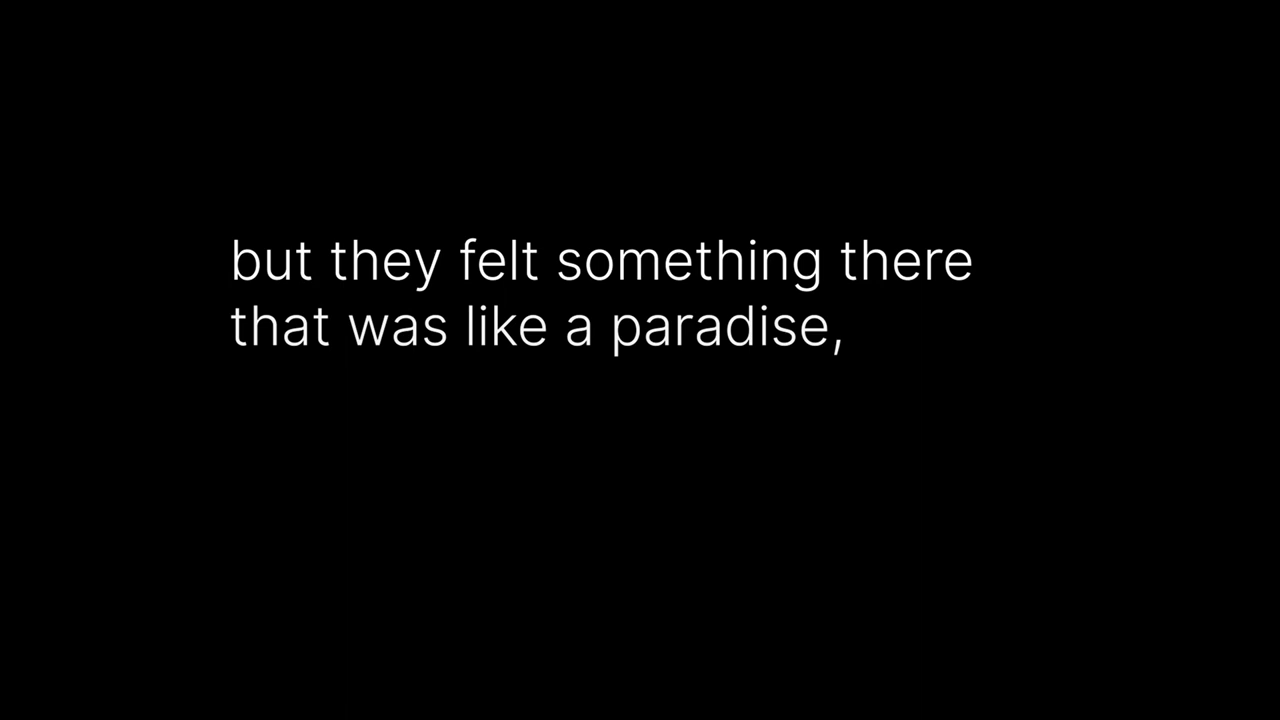 but they felt something there
that was like a paradise,